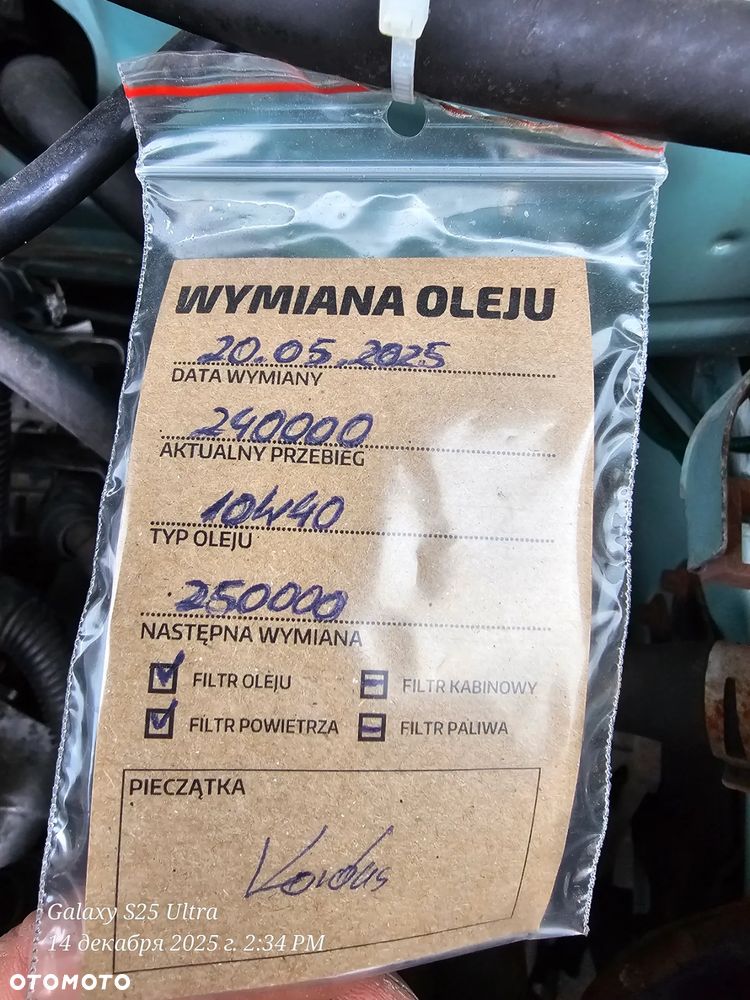 WYMIANA OLEJU
20.05.2025
DATA WYMIANY
240000
AKTUALNY PRZEBIEG
10W40
TYP OLEJU
250000
NASTĘPNA WYMIANA
FILTR OLEJU FILTR KABINOWY
FILTR POWIETRZA FILTR PALIWA
PIECZĄTKA
Galaxy S25 Ultra
14 декабря 2025 г. 2:34 PM
OTOMOTO